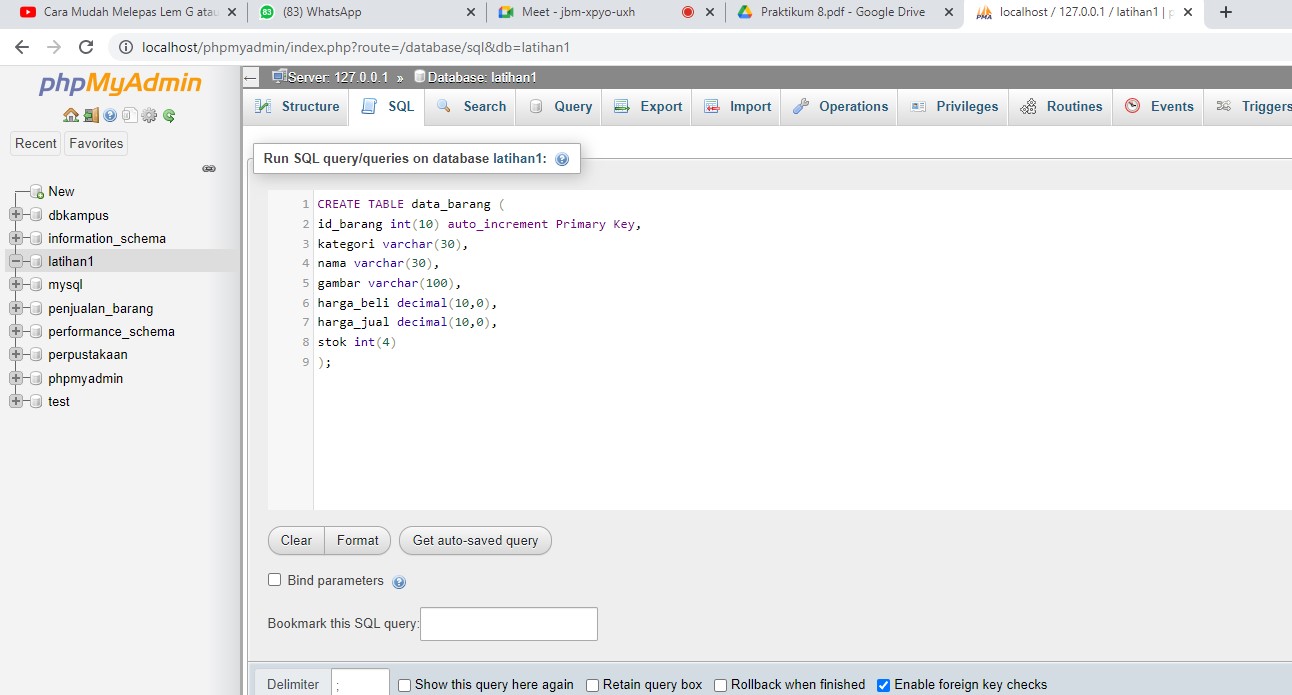 Cara Mudah Melepas Lem G atau
(83) WhatsApp
Meet - jbm-xpyo-uxh
Praktikum 8.pdf - Google Drive
localhost / 127.0.0.1 / latihan1 | p
localhost/phpmyadmin/index.php?route=/database/sql&db=latihan1
phpMyAdmin
Recent Favorites
New
dbkampus
information_schema
latihan1
mysql
penjualan_barang
performance_schema
perpustakaan
phpmyadmin
test
Server: 127.0.0.1 » Database: latihan1
Structure SQL Search Query Export Import Operations Privileges Routines Events Triggers
Run SQL query/queries on database latihan1:
1 CREATE TABLE data_barang (
2 id_barang int(10) auto_increment Primary Key,
3 kategori varchar(30),
4 nama varchar(30),
5 gambar varchar(100),
6 harga_beli decimal(10,0),
7 harga_jual decimal(10,0),
8 stok int(4)
9 );
Clear Format Get auto-saved query
Bind parameters
Bookmark this SQL query:
Delimiter ; Show this query here again Retain query box Rollback when finished Enable foreign key checks